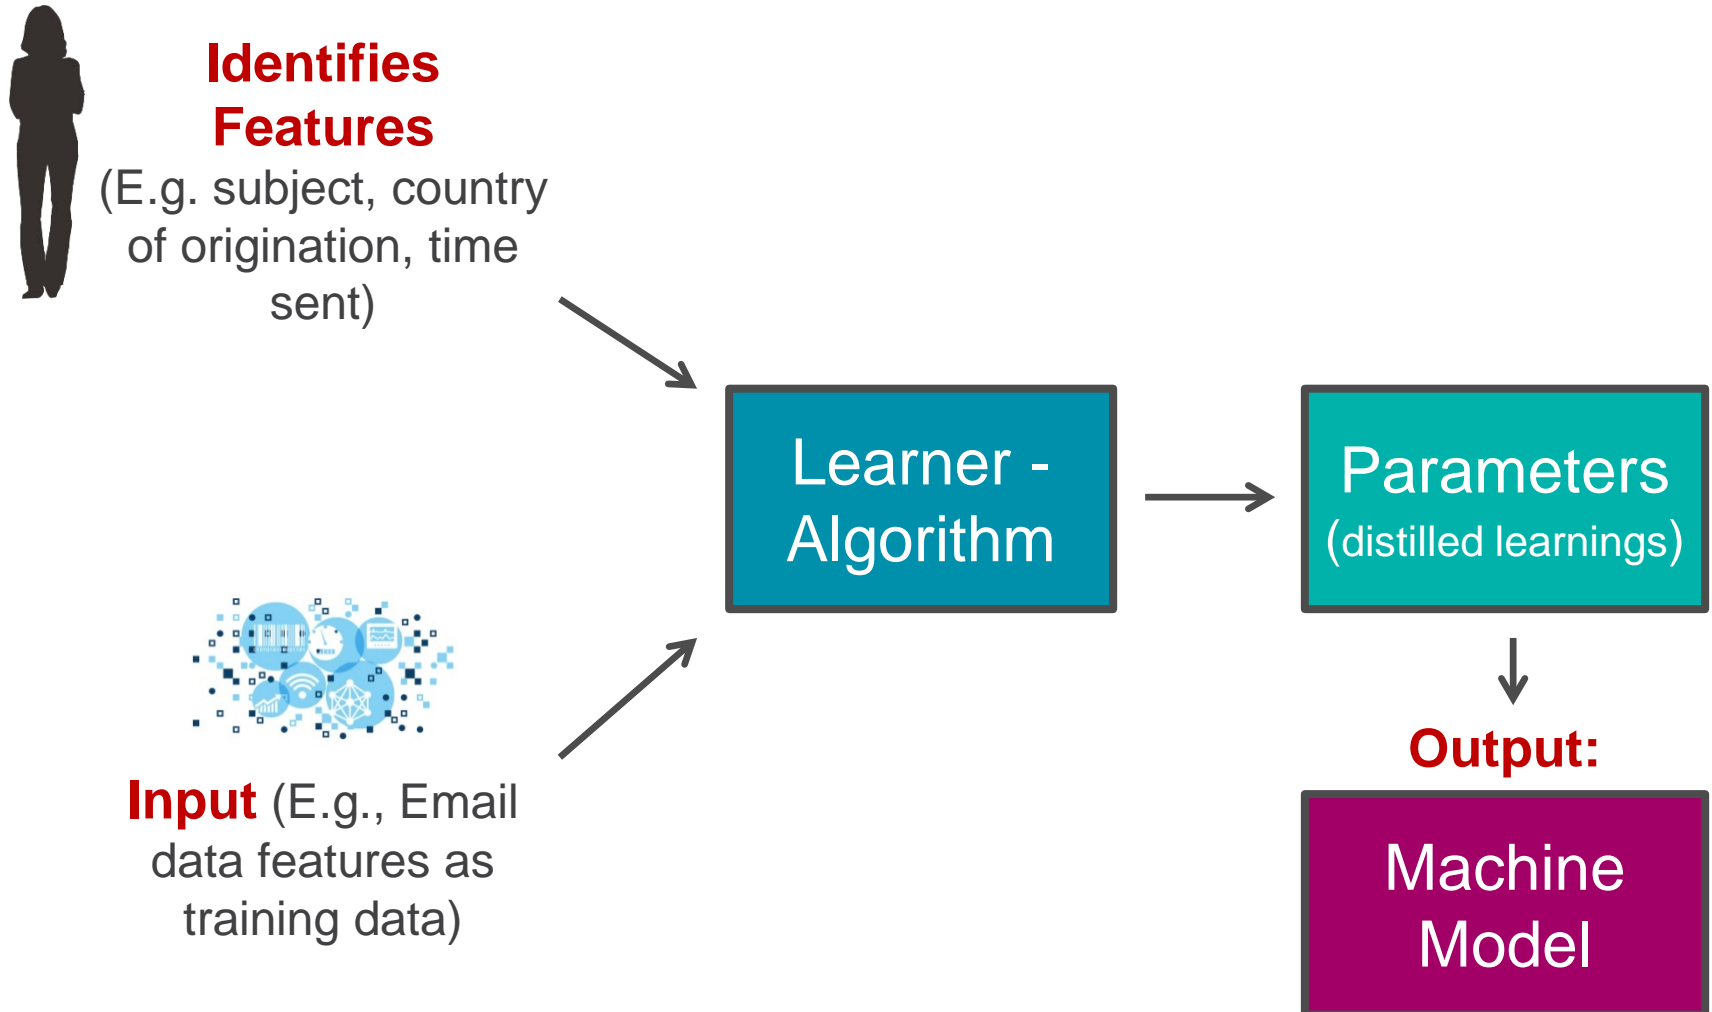 Identifies
Features
(E.g. subject, country
of origination, time
sent)
Learner -
Algorithm
Parameters
(distilled learnings)
Input (E.g., Email
data features as
training data)
Output:
Machine
Model